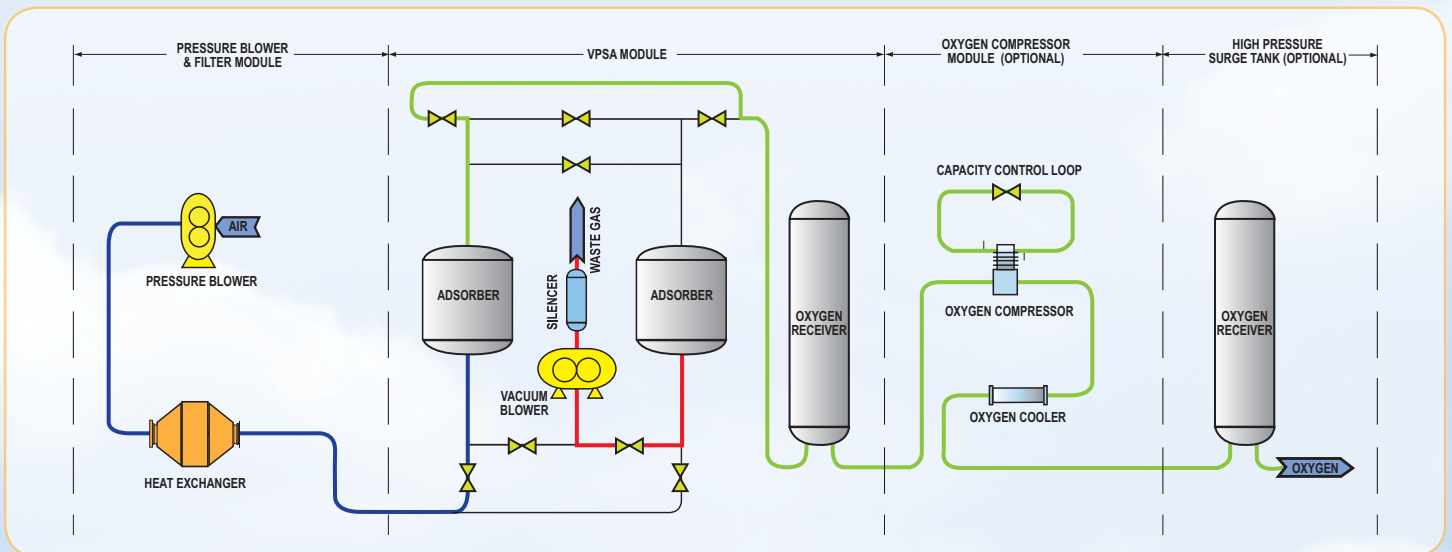 PRESSURE BLOWER
& FILTER MODULE
VPSA MODULE
OXYGEN COMPRESSOR
MODULE (OPTIONAL)
HIGH PRESSURE
SURGE TANK (OPTIONAL)
AIR
PRESSURE BLOWER
HEAT EXCHANGER
ADSORBER
SILENCER
WASTE GAS
ADSORBER
VACUUM
BLOWER
OXYGEN
RECEIVER
CAPACITY CONTROL LOOP
OXYGEN COMPRESSOR
OXYGEN COOLER
OXYGEN
RECEIVER
OXYGEN